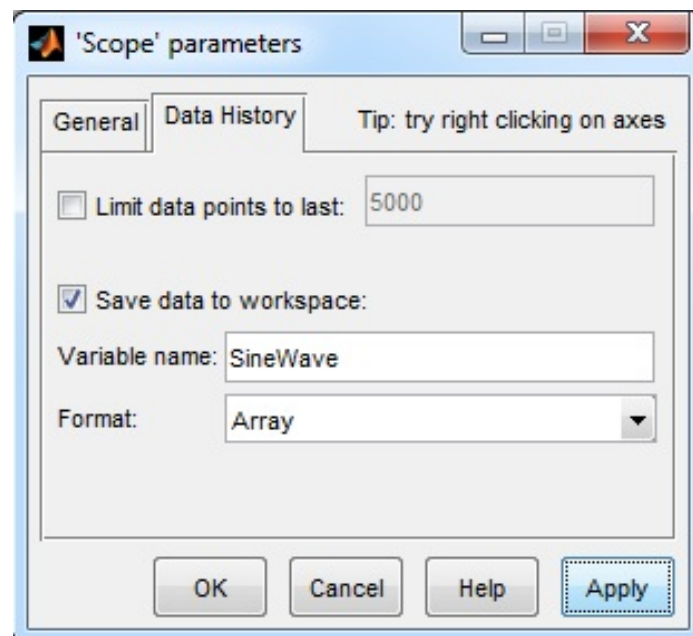 'Scope' parameters
General Data History Tip: try right clicking on axes
Limit data points to last: 5000
Save data to workspace:
Variable name: SineWave
Format: Array
OK Cancel Help Apply